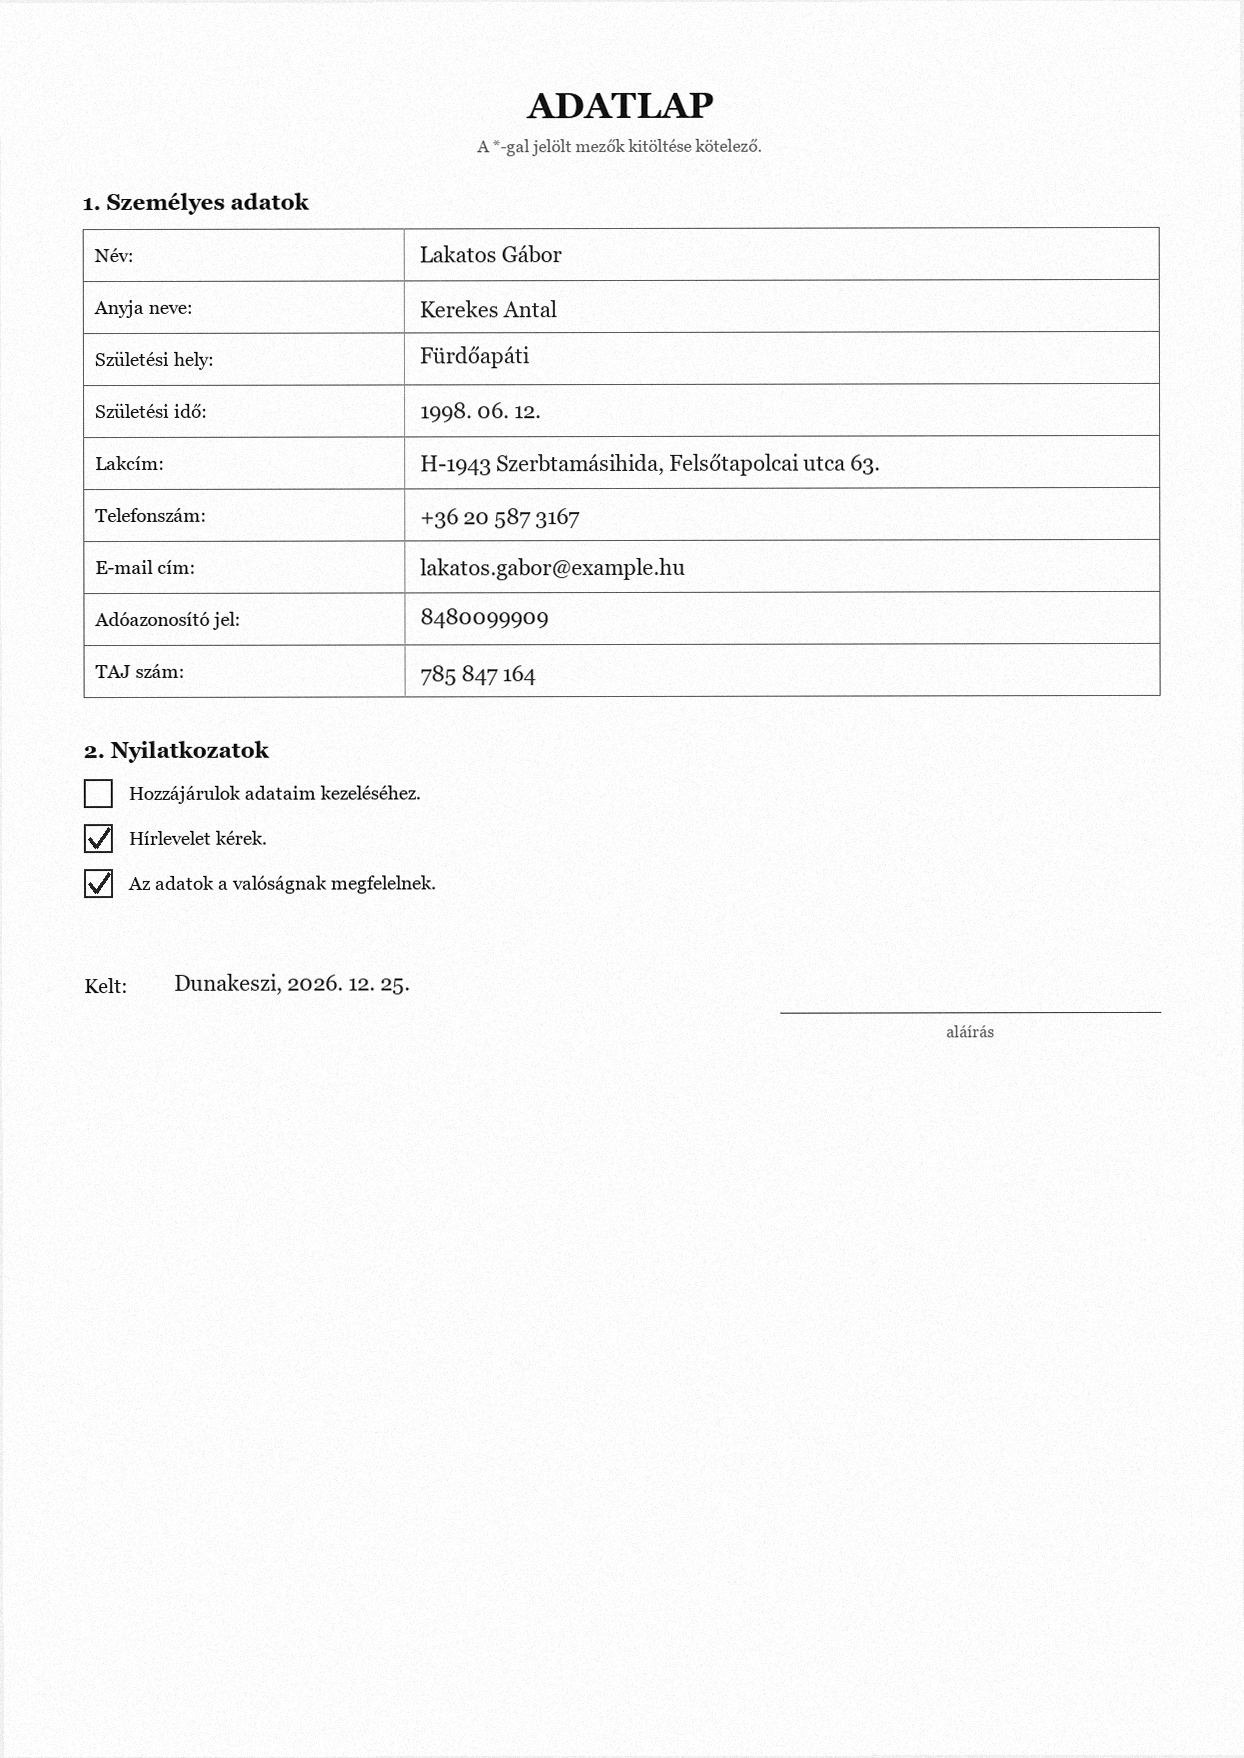 ADATLAP
A *-gal jelölt mezők kitöltése kötelező.
1. Személyes adatok
Név: Lakatos Gábor
Anyja neve: Kerekes Antal
Születési hely: Fürdőapáti
Születési idő: 1998. 06. 12.
Lakcím: H-1943 Szerbtamásihida, Felsőtapolcai utca 63.
Telefonszám: +36 20 587 3167
E-mail cím: lakatos.gabor@example.hu
Adóazonosító jel: 8480099909
TAJ szám: 785 847 164
2. Nyilatkozatok
Hozzájárulok adataim kezeléséhez.
Hírlevelet kérek.
Az adatok a valóságnak megfelelnek.
Kelt: Dunakeszi, 2026. 12. 25.
aláírás